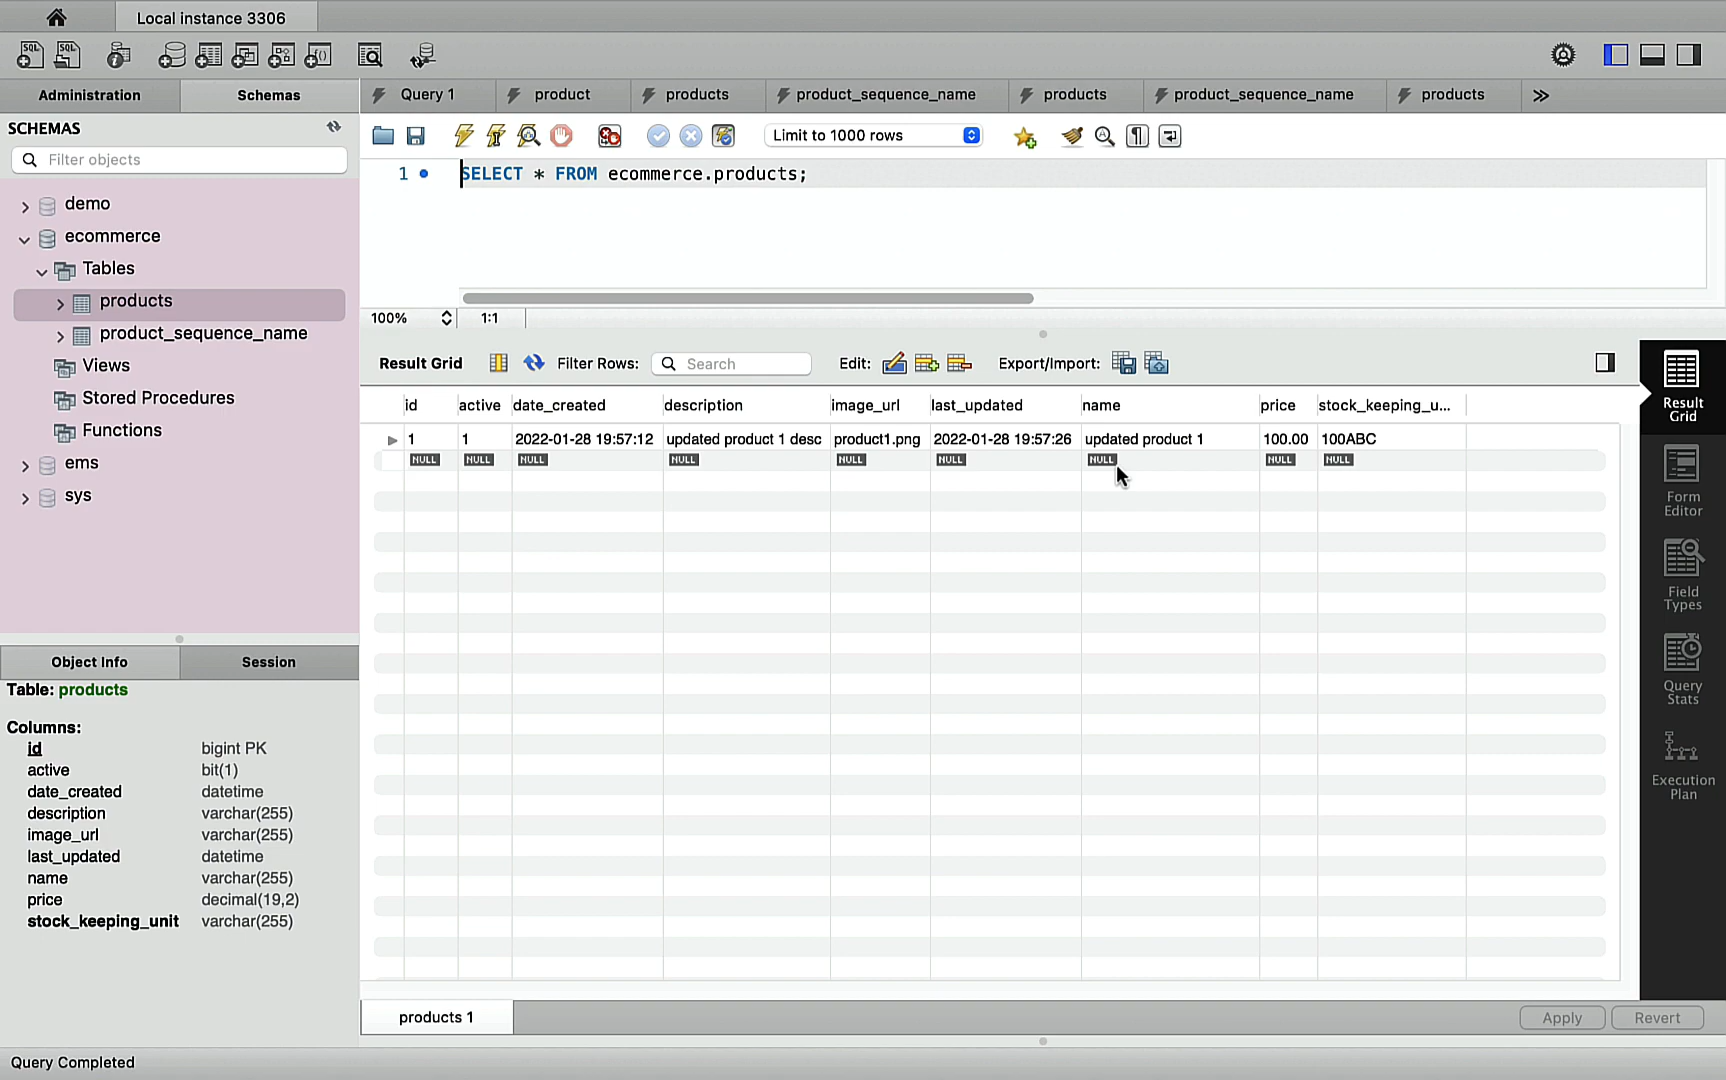 Local instance 3306
SQL SQL
Administration Schemas Query 1 product products product_sequence_name products product_sequence_name products
SCHEMAS
Limit to 1000 rows
Filter objects
1 SELECT * FROM ecommerce.products;
demo
ecommerce
Tables
products
product_sequence_name
Views
Stored Procedures
Functions
ems
sys
100% 1:1
Result Grid Filter Rows: Search Edit: Export/Import:
id active date_created description image_url last_updated name price stock_keeping_u...
1 1 2022-01-28 19:57:12 updated product 1 desc product1.png 2022-01-28 19:57:26 updated product 1 100.00 100ABC
NULL NULL NULL NULL NULL NULL NULL NULL NULL
Result
Grid
Form
Editor
Field
Types
Query
Stats
Execution
Plan
Object Info Session
Table: products
Columns:
id bigint PK
active bit(1)
date_created datetime
description varchar(255)
image_url varchar(255)
last_updated datetime
name varchar(255)
price decimal(19,2)
stock_keeping_unit varchar(255)
products 1 Apply Revert
Query Completed